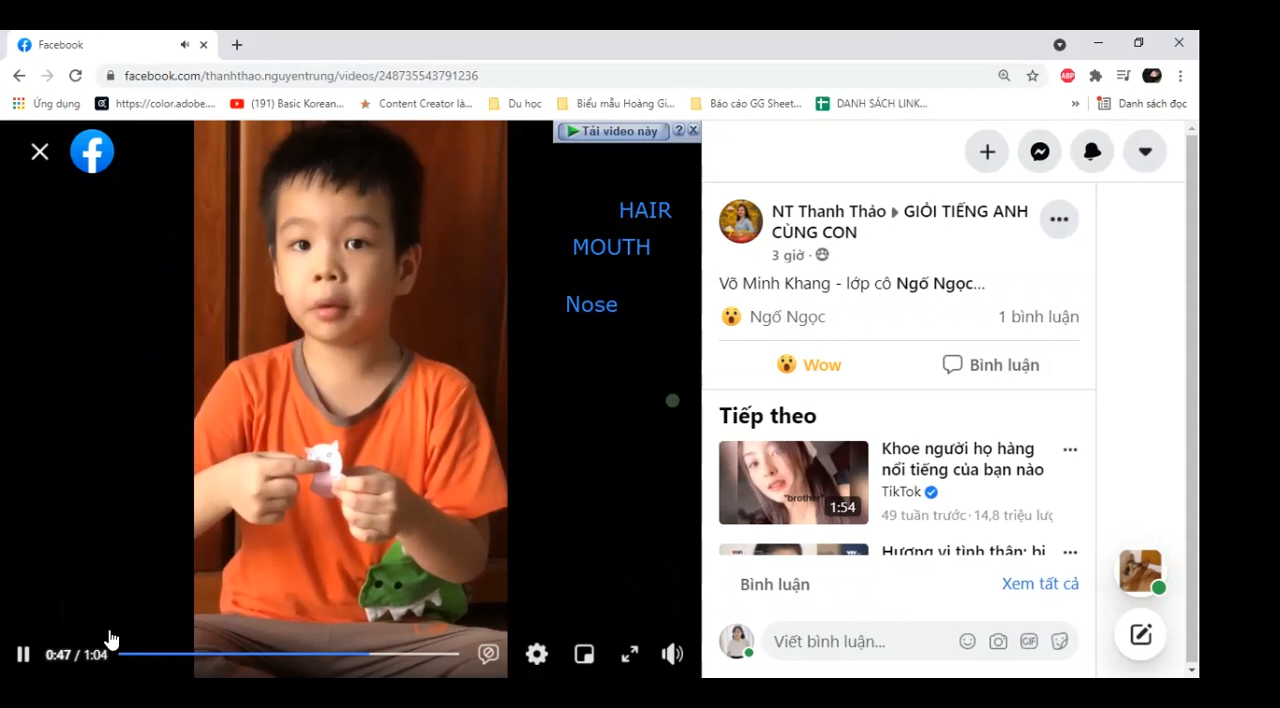 Facebook
facebook.com/thanhthao.nguyentrung/videos/248735543791236
ABP
Ứng dụng
https://color.adobe....
(191) Basic Korean...
Content Creator là...
Du học
Biểu mẫu Hoàng Gi...
Báo cáo GG Sheet...
DANH SÁCH LINK...
»
Danh sách đọc
Tải video này
?
X
HAIR
MOUTH
Nose
NT Thanh Thảo ▸ GIỎI TIẾNG ANH
CÙNG CON
3 giờ ·
Võ Minh Khang - lớp cô Ngố Ngọc...
Ngố Ngọc
1 bình luận
Wow
Bình luận
Tiếp theo
"brother"
1:54
Khoe người họ hàng
nổi tiếng của bạn nào
TikTok
49 tuần trước · 14,8 triệu lượ
Hương vị tình thân: bị
Bình luận
Xem tất cả
Viết bình luận...
GIF
0:47 / 1:04